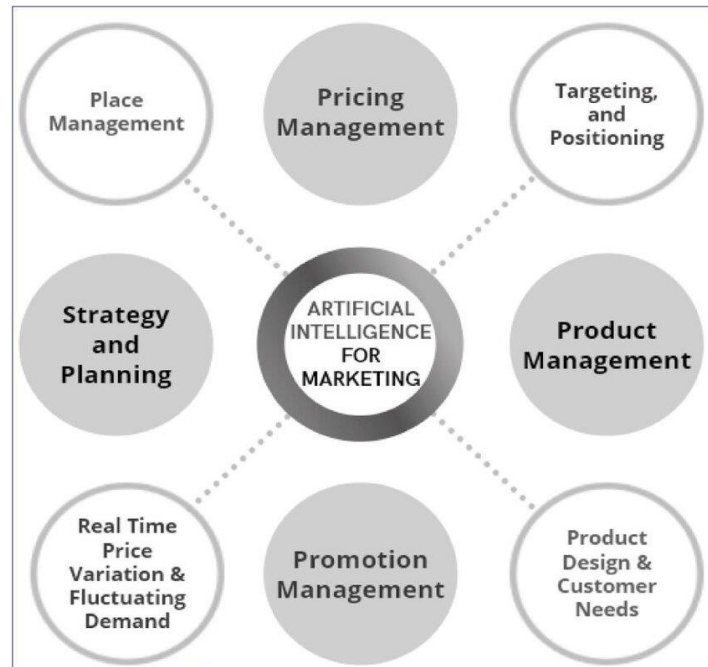 Place
Management
Pricing
Management
Targeting,
and
Positioning
Strategy
and
Planning
ARTIFICIAL
INTELLIGENCE
FOR
MARKETING
Product
Management
Real Time
Price
Variation &
Fluctuating
Demand
Promotion
Management
Product
Design &
Customer
Needs